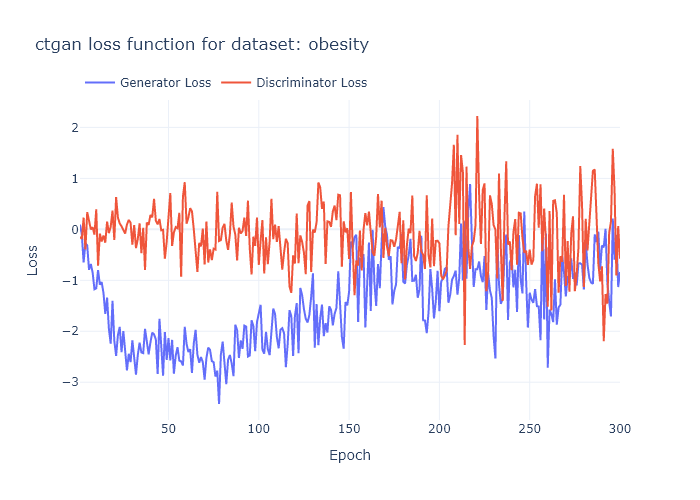 ctgan loss function for dataset: obesity
Generator Loss
Discriminator Loss
2
1
0
−1
−2
−3
Loss
50
100
150
200
250
300
Epoch